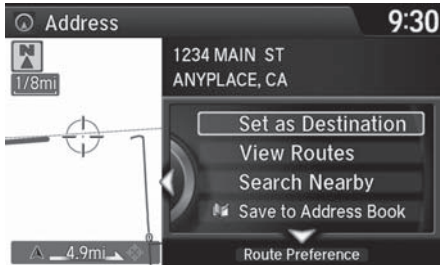 Address
9:30
N
1/8mi
1234 MAIN ST
ANYPLACE, CA
Set as Destination
View Routes
Search Nearby
Save to Address Book
4.9mi
Route Preference